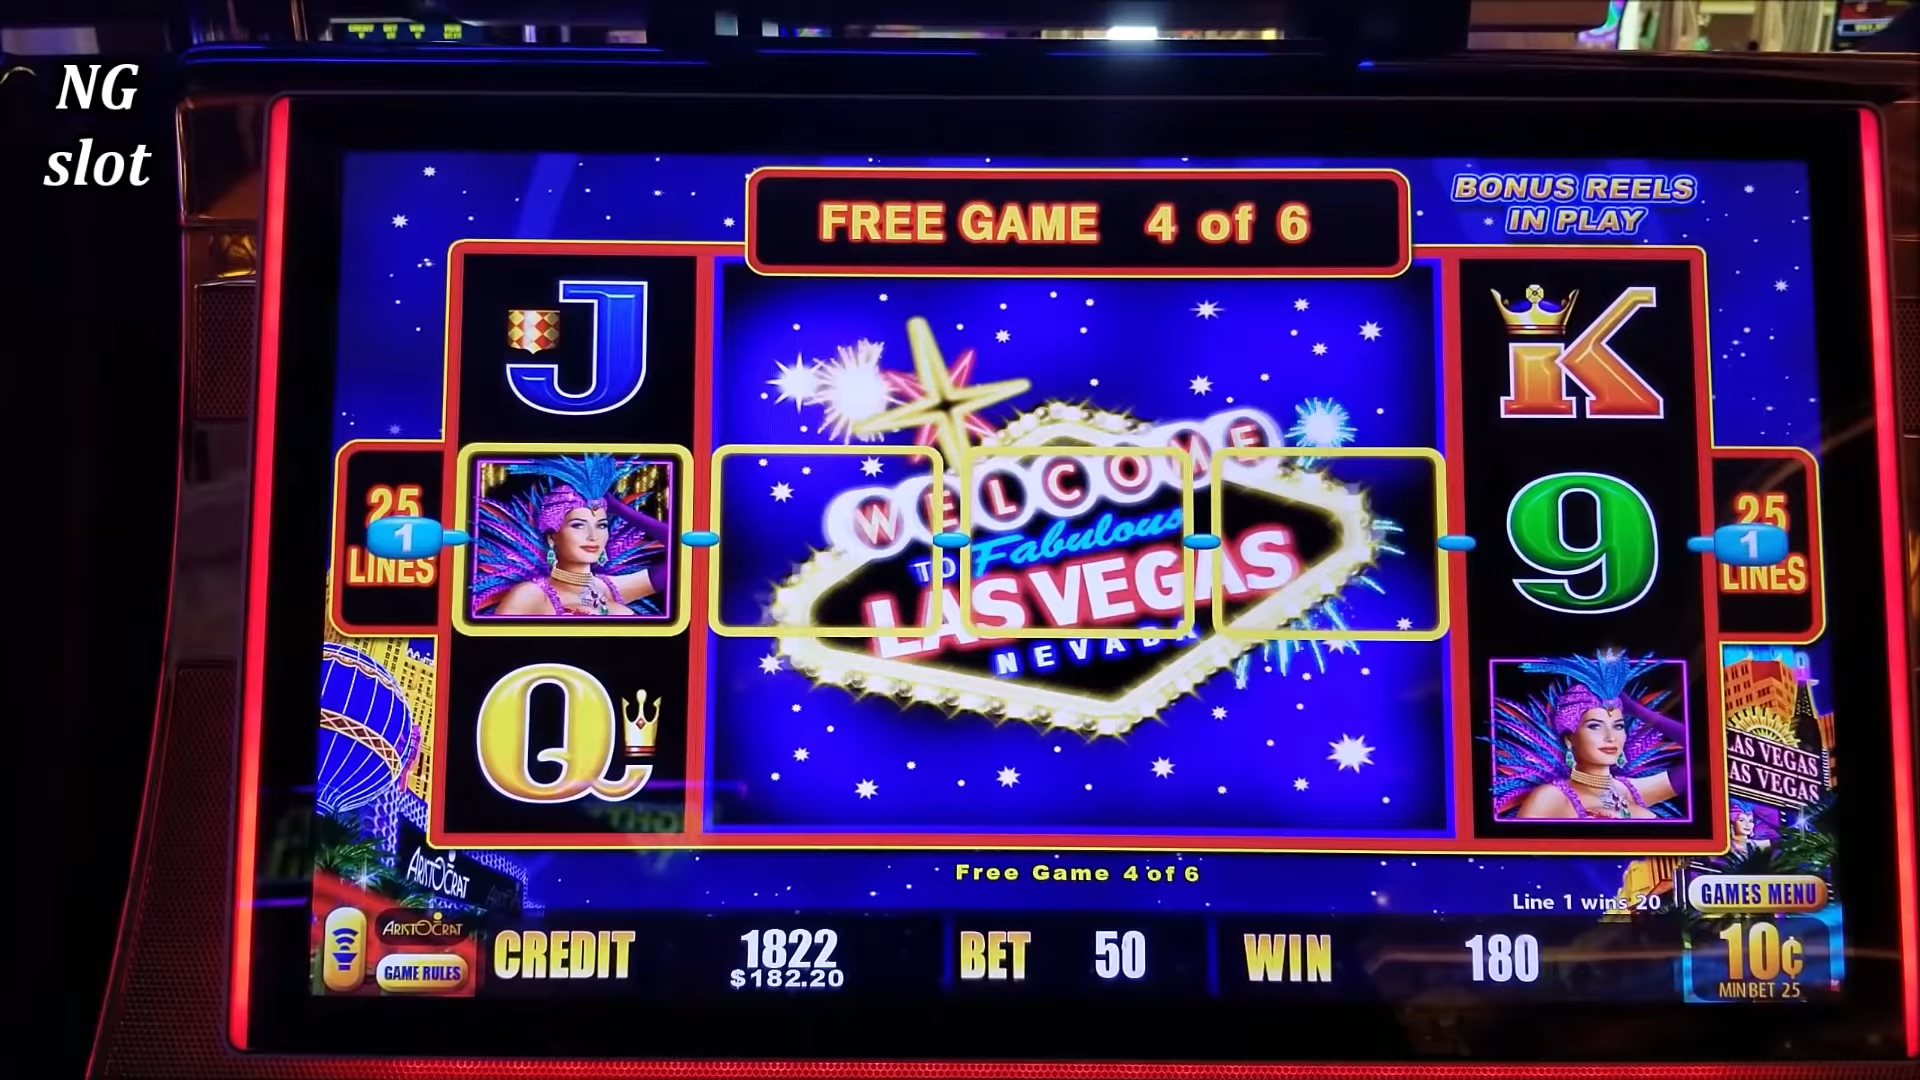 NG
slot
FREE GAME 4 of 6
BONUS REELS
IN PLAY
J
K
25
1
LINES
WELCOME
TO Fabulous
LAS VEGAS
NEVADA
9
25
1
LINES
Q
LAS VEGAS
LAS VEGAS
ARISTOCRAT
Free Game 4 of 6
Line 1 wins 20
GAMES MENU
ARISTOCRAT
GAME RULES
CREDIT 1822
$182.20
BET 50
WIN 180
10¢
MIN BET 25